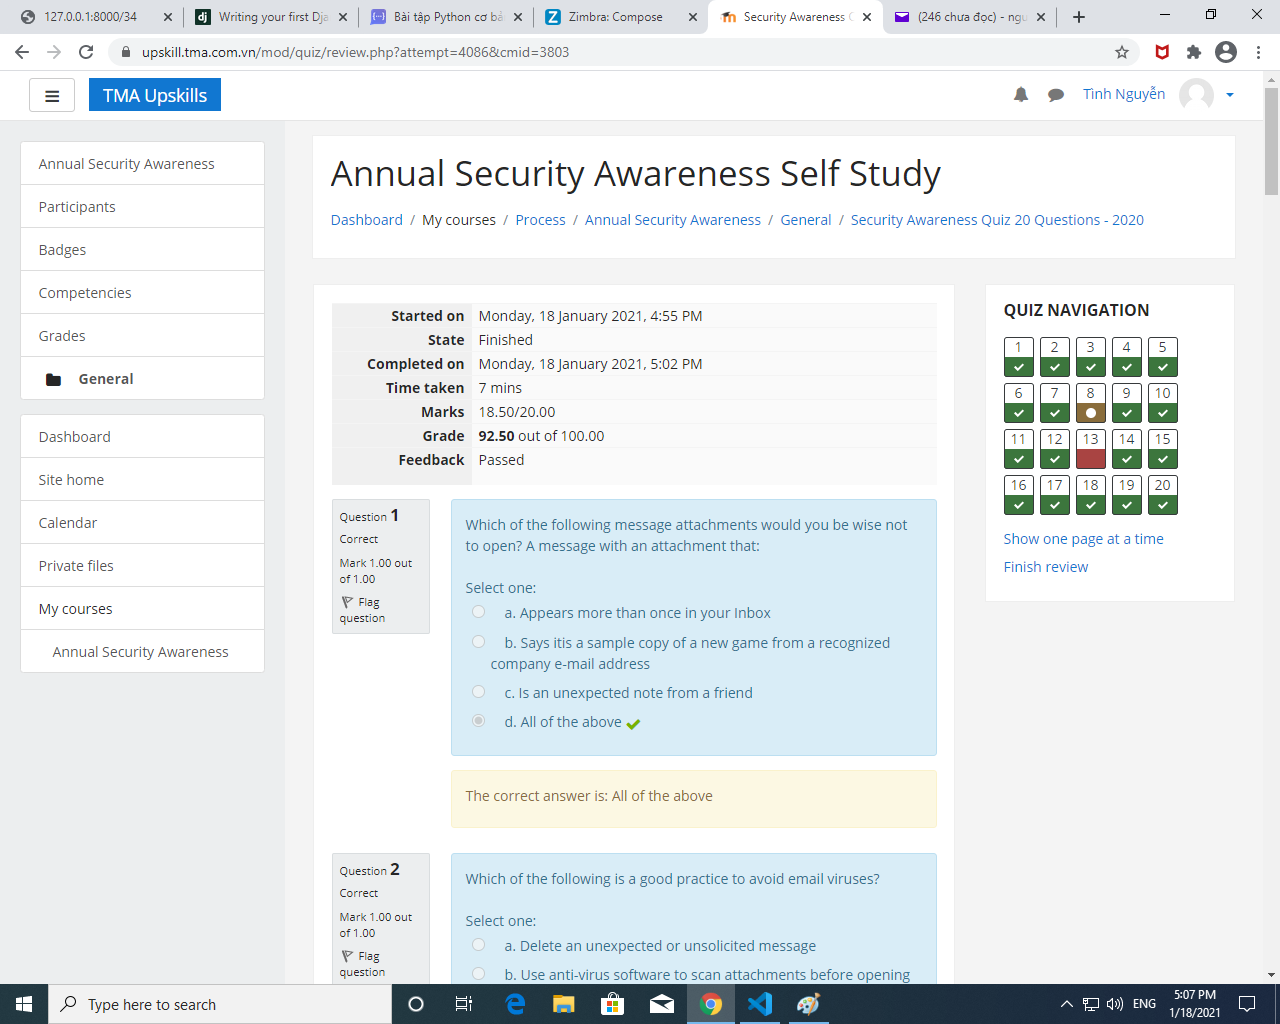 127.0.0.1:8000/34
Writing your first Dja
Bài tập Python cơ bả
Zimbra: Compose
Security Awareness
(246 chưa đọc) - ngu
upskill.tma.com.vn/mod/quiz/review.php?attempt=4086&cmid=3803
TMA Upskills
Tình Nguyễn
Annual Security Awareness
Participants
Badges
Competencies
Grades
General
Dashboard
Site home
Calendar
Private files
My courses
Annual Security Awareness
Annual Security Awareness Self Study
Dashboard / My courses / Process / Annual Security Awareness / General / Security Awareness Quiz 20 Questions - 2020
Started on Monday, 18 January 2021, 4:55 PM
State Finished
Completed on Monday, 18 January 2021, 5:02 PM
Time taken 7 mins
Marks 18.50/20.00
Grade 92.50 out of 100.00
Feedback Passed
Question 1
Correct
Mark 1.00 out
of 1.00
Flag
question
Which of the following message attachments would you be wise not
to open? A message with an attachment that:
Select one:
a. Appears more than once in your Inbox
b. Says itis a sample copy of a new game from a recognized
company e-mail address
c. Is an unexpected note from a friend
d. All of the above
The correct answer is: All of the above
Question 2
Correct
Mark 1.00 out
of 1.00
Flag
question
Which of the following is a good practice to avoid email viruses?
Select one:
a. Delete an unexpected or unsolicited message
b. Use anti-virus software to scan attachments before opening
QUIZ NAVIGATION
1 2 3 4 5
6 7 8 9 10
11 12 13 14 15
16 17 18 19 20
Show one page at a time
Finish review
Type here to search
ENG
5:07 PM
1/18/2021